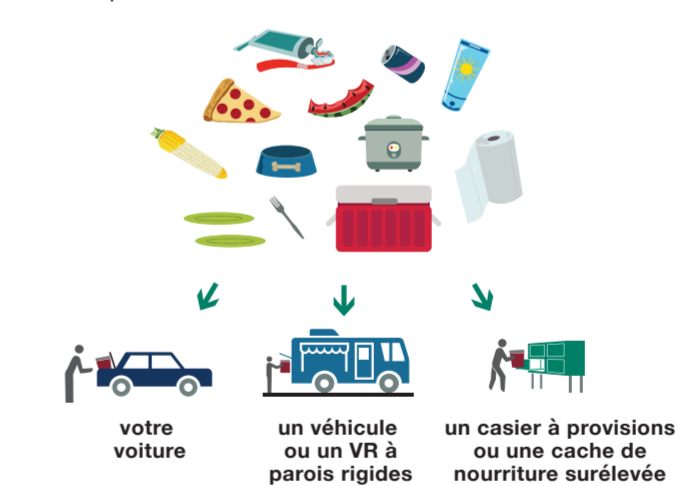 votre
voiture
un véhicule
ou un VR à
parois rigides
un casier à provisions
ou une cache de
nourriture surélevée